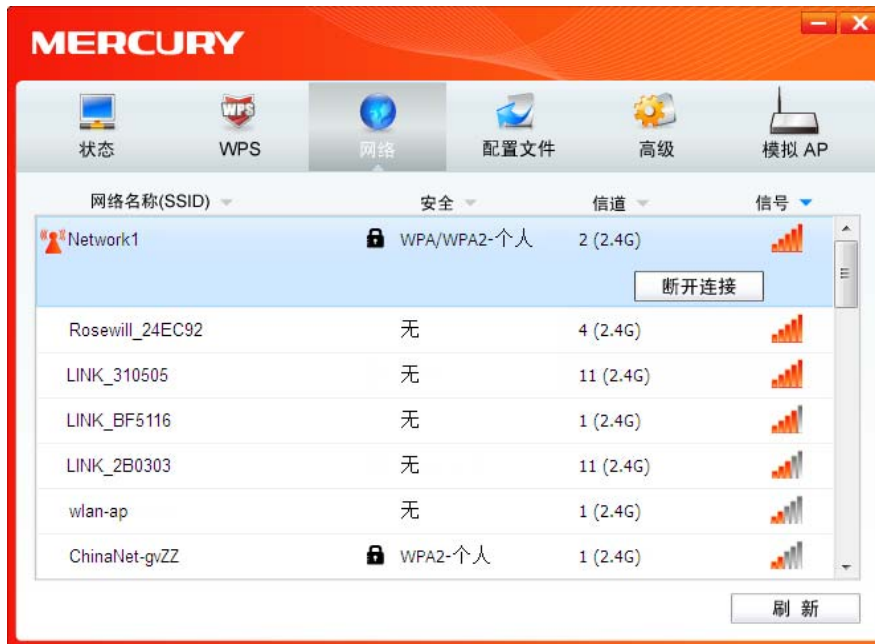 MERCURY
状态 WPS 网络 配置文件 高级 模拟 AP
网络名称(SSID) 安全 信道 信号
Network1 WPA/WPA2-个人 2 (2.4G)
断开连接
Rosewill_24EC92 无 4 (2.4G)
LINK_310505 无 11 (2.4G)
LINK_BF5116 无 1 (2.4G)
LINK_2B0303 无 11 (2.4G)
wlan-ap 无 1 (2.4G)
ChinaNet-gvZZ WPA2-个人 1 (2.4G)
刷 新